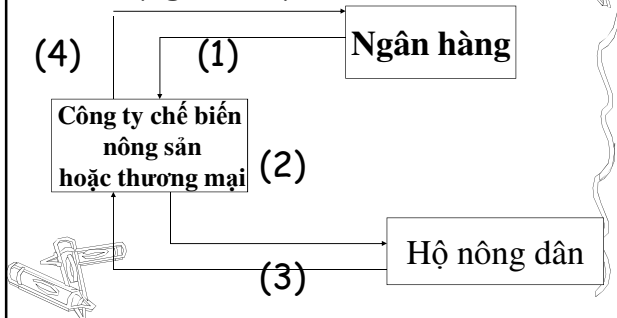 (4)
(1)
Ngân hàng
Công ty chế biến
nông sản
hoặc thương mại
(2)
Hộ nông dân
(3)